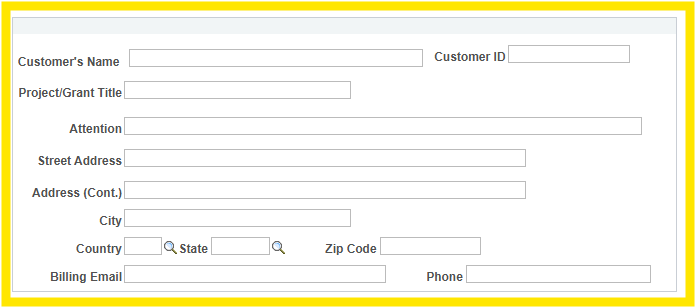 Customer's Name Customer ID
Project/Grant Title
Attention
Street Address
Address (Cont.)
City
Country State Zip Code
Billing Email Phone